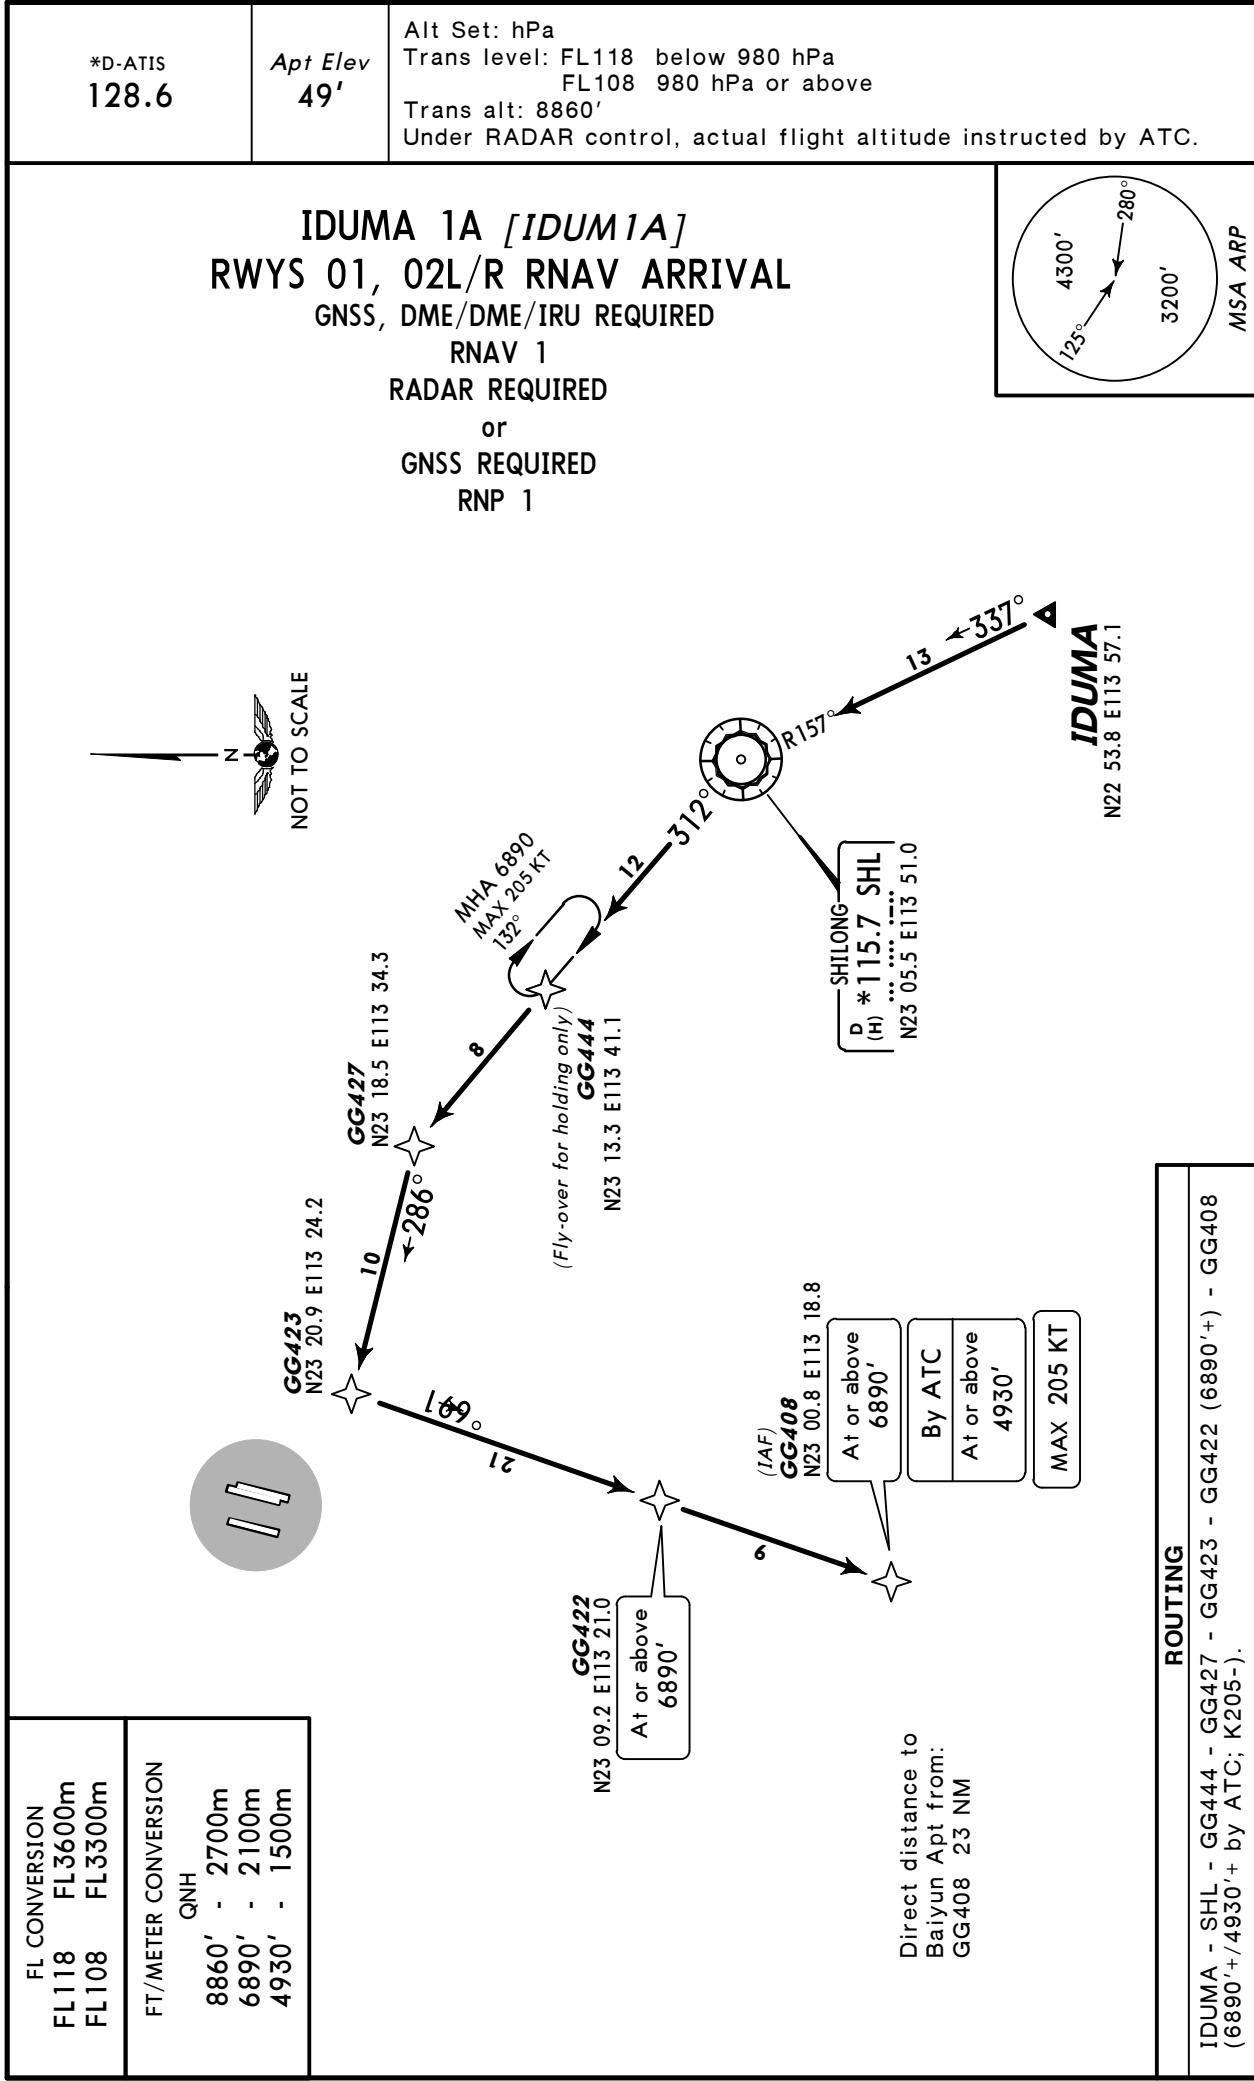 *D-ATIS
128.6
Apt Elev
49'
Alt Set: hPa
Trans level: FL118 below 980 hPa
FL108 980 hPa or above
Trans alt: 8860'
Under RADAR control, actual flight altitude instructed by ATC.
IDUMA 1A [IDUM1A]
RWYS 01, 02L/R RNAV ARRIVAL
GNSS, DME/DME/IRU REQUIRED
RNAV 1
RADAR REQUIRED
or
GNSS REQUIRED
RNP 1
4300'
280°
125°
3200'
MSA ARP
N
NOT TO SCALE
337°
13
IDUMA
N22 53.8 E113 57.1
R157°
SHILONG
D
(H)
*115.7 SHL
N23 05.5 E113 51.0
312°
12
MHA 6890
MAX 205 KT
132°
(Fly-over for holding only)
GG444
N23 13.3 E113 41.1
8
GG427
N23 18.5 E113 34.3
286°
10
GG423
N23 20.9 E113 24.2
169°
21
GG422
N23 09.2 E113 21.0
At or above
6890'
9
(IAF)
GG408
N23 00.8 E113 18.8
At or above
6890'
By ATC
At or above
4930'
MAX 205 KT
Direct distance to
Baiyun Apt from:
GG408 23 NM
FL CONVERSION
FL118 FL3600m
FL108 FL3300m
FT/METER CONVERSION
QNH
8860' - 2700m
6890' - 2100m
4930' - 1500m
ROUTING
IDUMA - SHL - GG444 - GG427 - GG423 - GG422 (6890'+) - GG408
(6890'+/4930'+ by ATC; K205-).